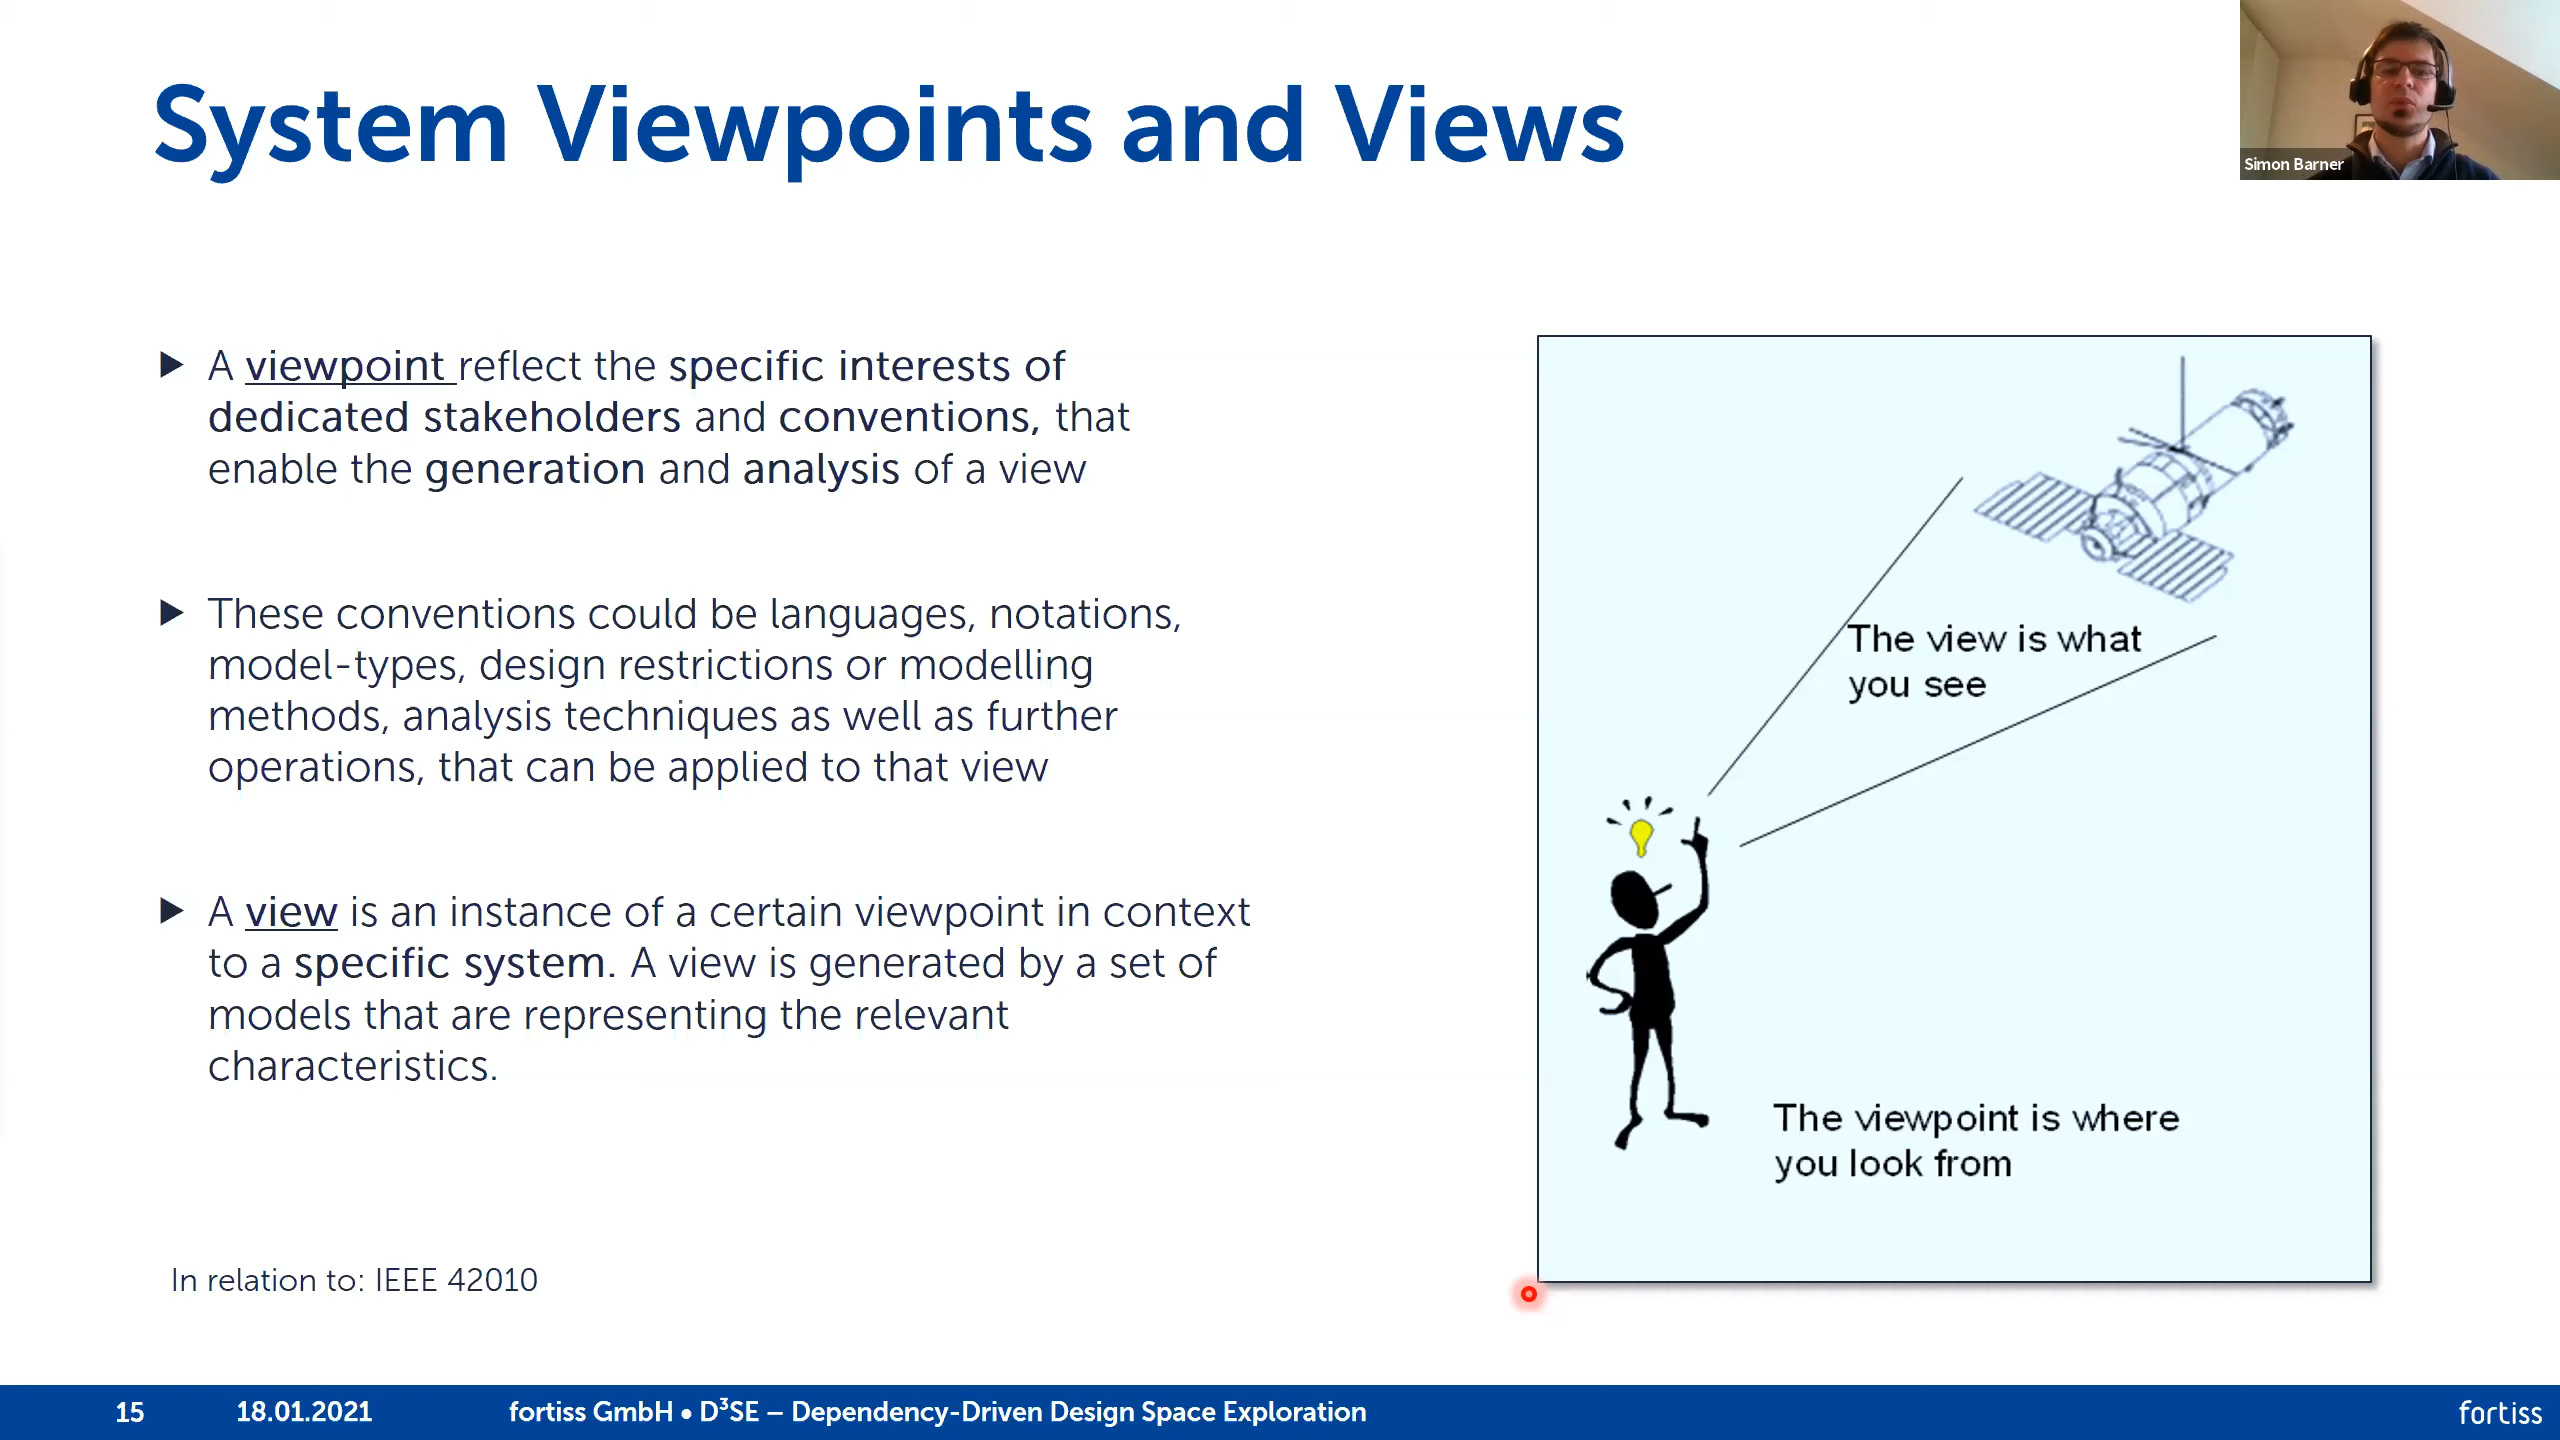 System Viewpoints and Views
Simon Barner
A viewpoint reflect the specific interests of
dedicated stakeholders and conventions, that
enable the generation and analysis of a view
These conventions could be languages, notations,
model-types, design restrictions or modelling
methods, analysis techniques as well as further
operations, that can be applied to that view
A view is an instance of a certain viewpoint in context
to a specific system. A view is generated by a set of
models that are representing the relevant
characteristics.
In relation to: IEEE 42010
The view is what
you see
The viewpoint is where
you look from
15 18.01.2021 fortiss GmbH • D³SE – Dependency-Driven Design Space Exploration fortiss